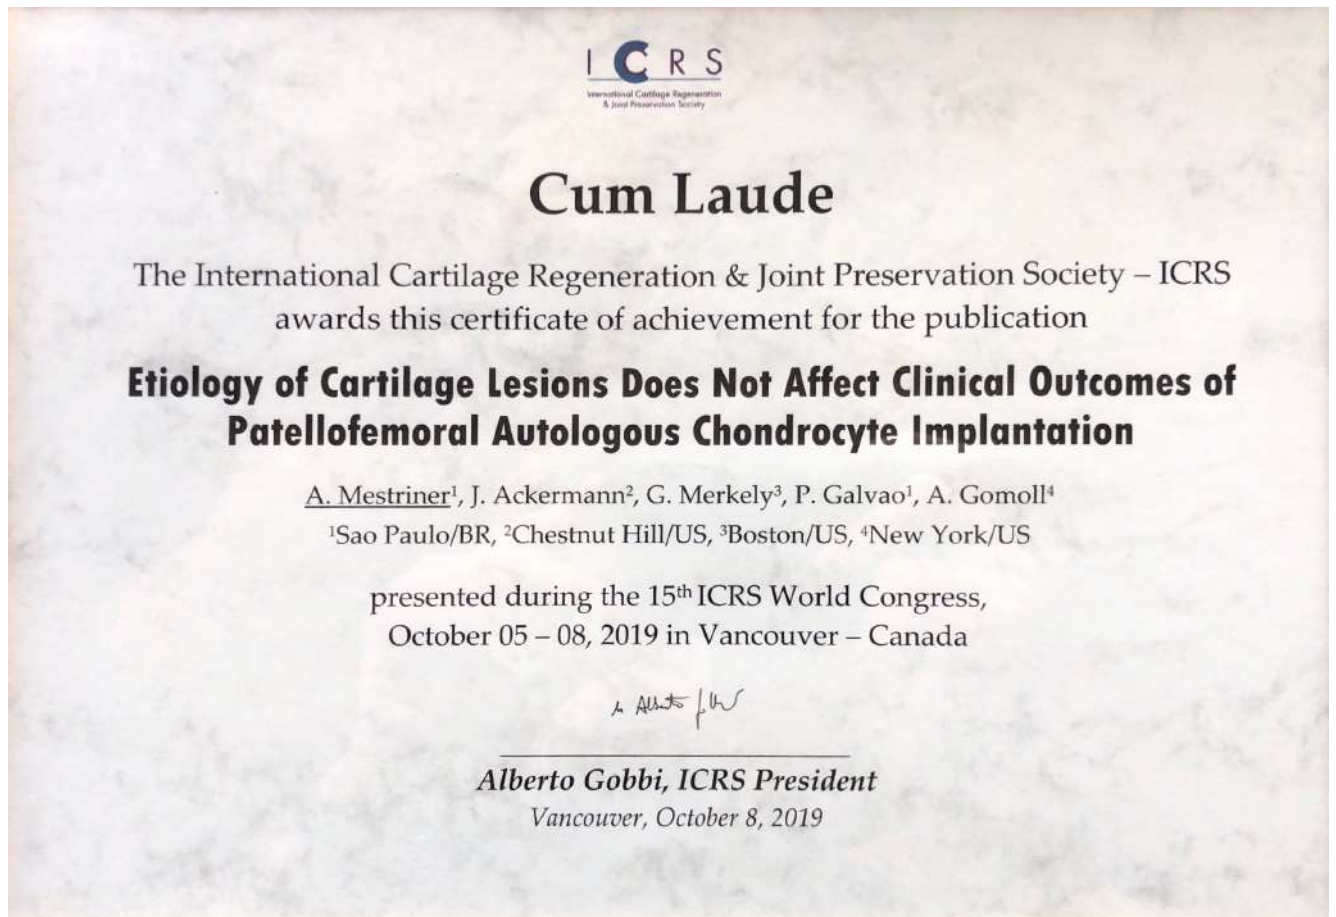 ICRS
International Cartilage Regeneration
& Joint Preservation Society
Cum Laude
The International Cartilage Regeneration & Joint Preservation Society – ICRS
awards this certificate of achievement for the publication
Etiology of Cartilage Lesions Does Not Affect Clinical Outcomes of
Patellofemoral Autologous Chondrocyte Implantation
A. Mestriner¹, J. Ackermann², G. Merkely³, P. Galvao¹, A. Gomoll⁴
¹Sao Paulo/BR, ²Chestnut Hill/US, ³Boston/US, ⁴New York/US
presented during the 15th ICRS World Congress,
October 05 – 08, 2019 in Vancouver – Canada
Alberto Gobbi, ICRS President
Vancouver, October 8, 2019